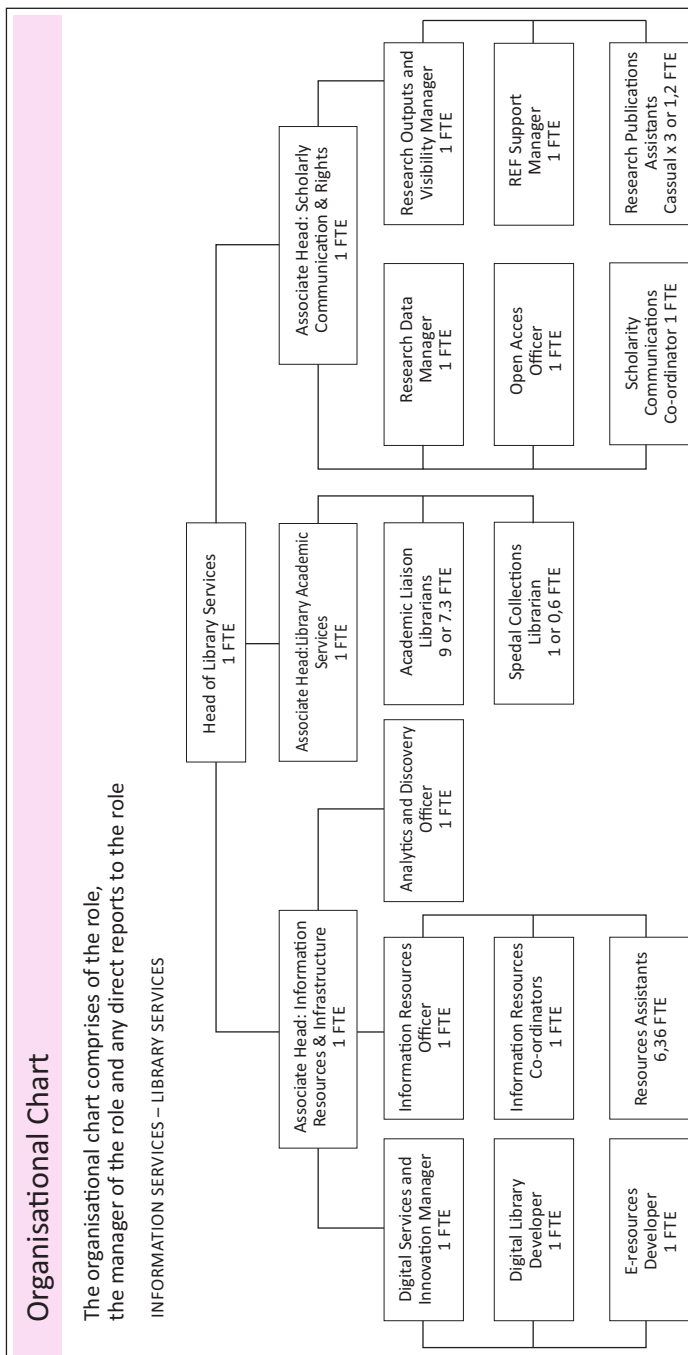 Organisational Chart
The organisational chart comprises of the role,
the manager of the role and any direct reports to the role
INFORMATION SERVICES – LIBRARY SERVICES
Head of Library Services
1 FTE
Associate Head: Information
Resources & Infrastructure
1 FTE
Associate Head:Library Academic
Services
1 FTE
Associate Head: Scholarly
Communication & Rights
1 FTE
Digital Services and
Innovation Manager
1 FTE
Information Resources
Officer
1 FTE
Analytics and Discovery
Officer
1 FTE
Academic Liaison
Librarians
9 or 7.3 FTE
Research Data
Manager
1 FTE
Research Outputs and
Visibility Manager
1 FTE
Digital Library
Developer
1 FTE
Information Resources
Co-ordinators
1 FTE
Spedal Collections
Librarian
1 or 0,6 FTE
Open Acces
Officer
1 FTE
REF Support
Manager
1 FTE
E-resources
Developer
1 FTE
Resources Assistants
6,36 FTE
Scholarity
Communications
Co-ordinator 1 FTE
Research Publications
Assistants
Cassual x 3 or 1,2 FTE